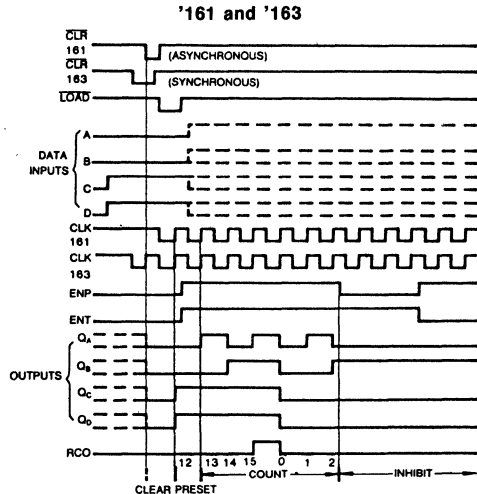 '161 and '163
CLR
161
(ASYNCHRONOUS)
CLR
163
(SYNCHRONOUS)
LOAD
A
B
C
D
DATA
INPUTS
CLK
161
CLK
163
ENP
ENT
QA
QB
QC
QD
OUTPUTS
RCO
12 13 14 15 0 1 2
COUNT
INHIBIT
CLEAR PRESET